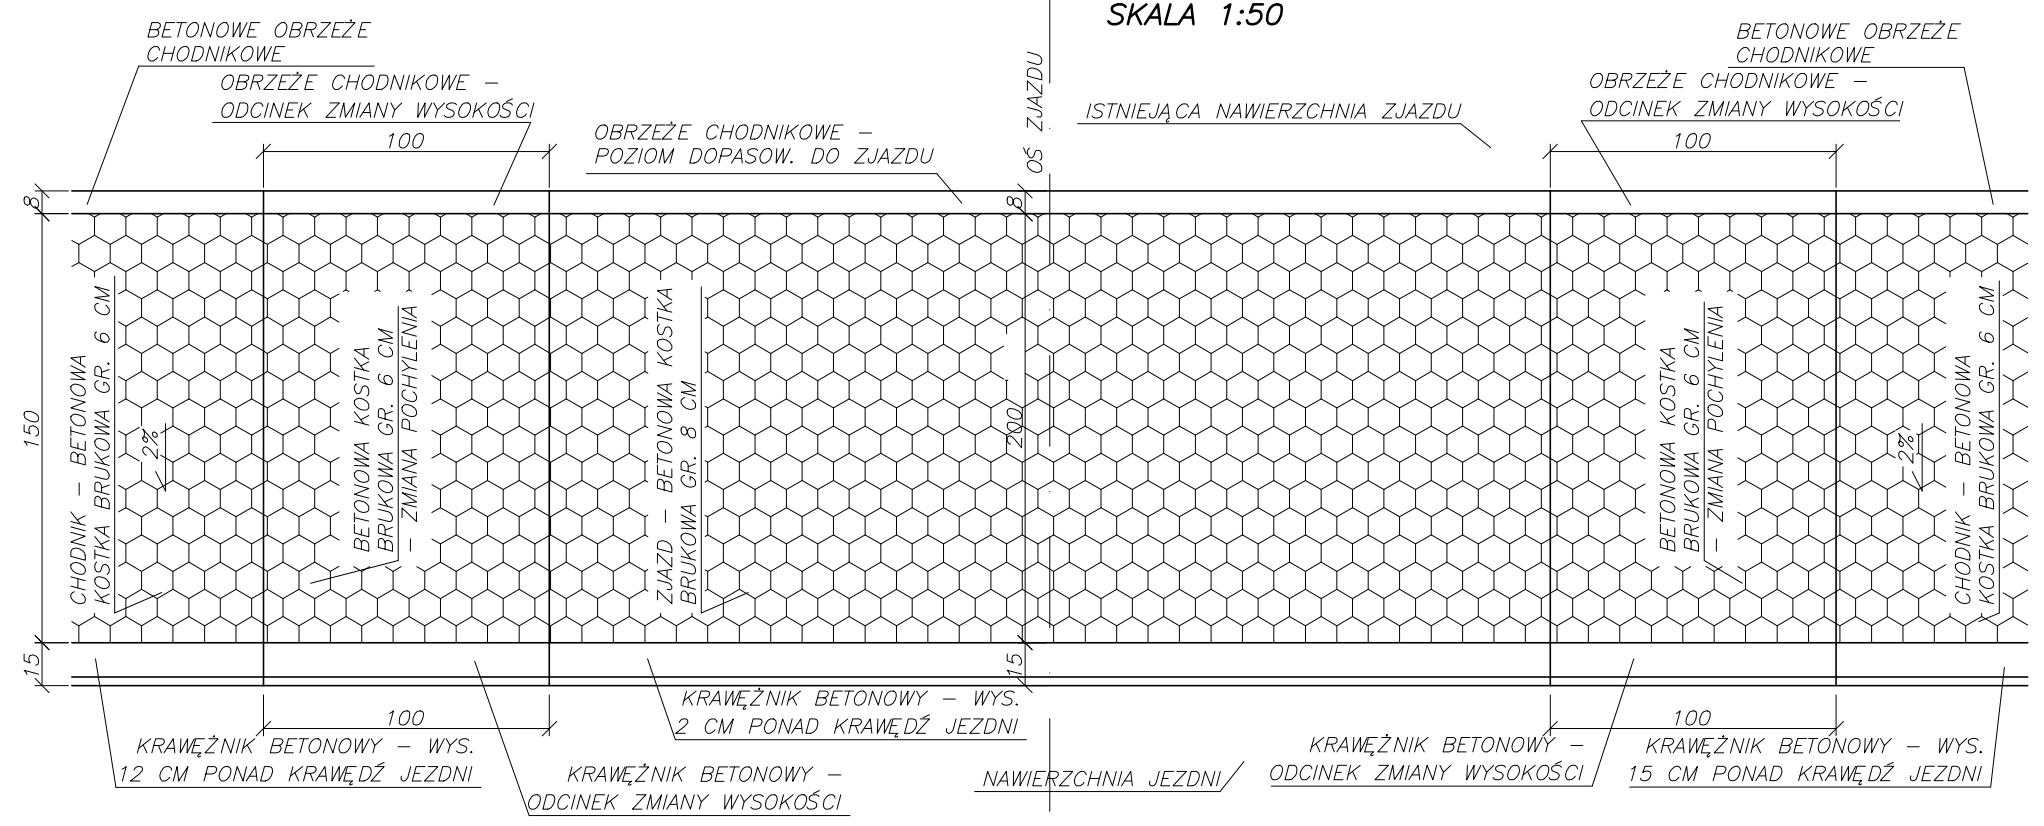 SKALA 1:50
BETONOWE OBRZEŻE
CHODNIKOWE
OBRZEŻE CHODNIKOWE –
ODCINEK ZMIANY WYSOKOŚCI
100
OBRZEŻE CHODNIKOWE –
POZIOM DOPASOW. DO ZJAZDU
OŚ ZJAZDU
ISTNIEJĄCA NAWIERZCHNIA ZJAZDU
BETONOWE OBRZEŻE
CHODNIKOWE
OBRZEŻE CHODNIKOWE –
ODCINEK ZMIANY WYSOKOŚCI
100
8
150
15
CHODNIK – BETONOWA
KOSTKA BRUKOWA GR. 6 CM
2%
BETONOWA KOSTKA
BRUKOWA GR. 6 CM
– ZMIANA POCHYLENIA
ZJAZD – BETONOWA KOSTKA
BRUKOWA GR. 8 CM
8
200
15
BETONOWA KOSTKA
BRUKOWA GR. 6 CM
– ZMIANA POCHYLENIA
2%
CHODNIK – BETONOWA
KOSTKA BRUKOWA GR. 6 CM
100
KRAWĘŻNIK BETONOWY – WYS.
12 CM PONAD KRAWĘDŹ JEZDNI
KRAWĘŻNIK BETONOWY –
ODCINEK ZMIANY WYSOKOŚCI
KRAWĘŻNIK BETONOWY – WYS.
2 CM PONAD KRAWĘDŹ JEZDNI
NAWIERZCHNIA JEZDNI
100
KRAWĘŻNIK BETONOWY –
ODCINEK ZMIANY WYSOKOŚCI
KRAWĘŻNIK BETONOWY – WYS.
15 CM PONAD KRAWĘDŹ JEZDNI